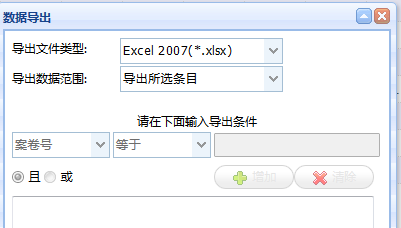 数据导出
导出文件类型: Excel 2007(*.xlsx)
导出数据范围: 导出所选条目
请在下面输入导出条件
案卷号 等于
且 或 增加 清除